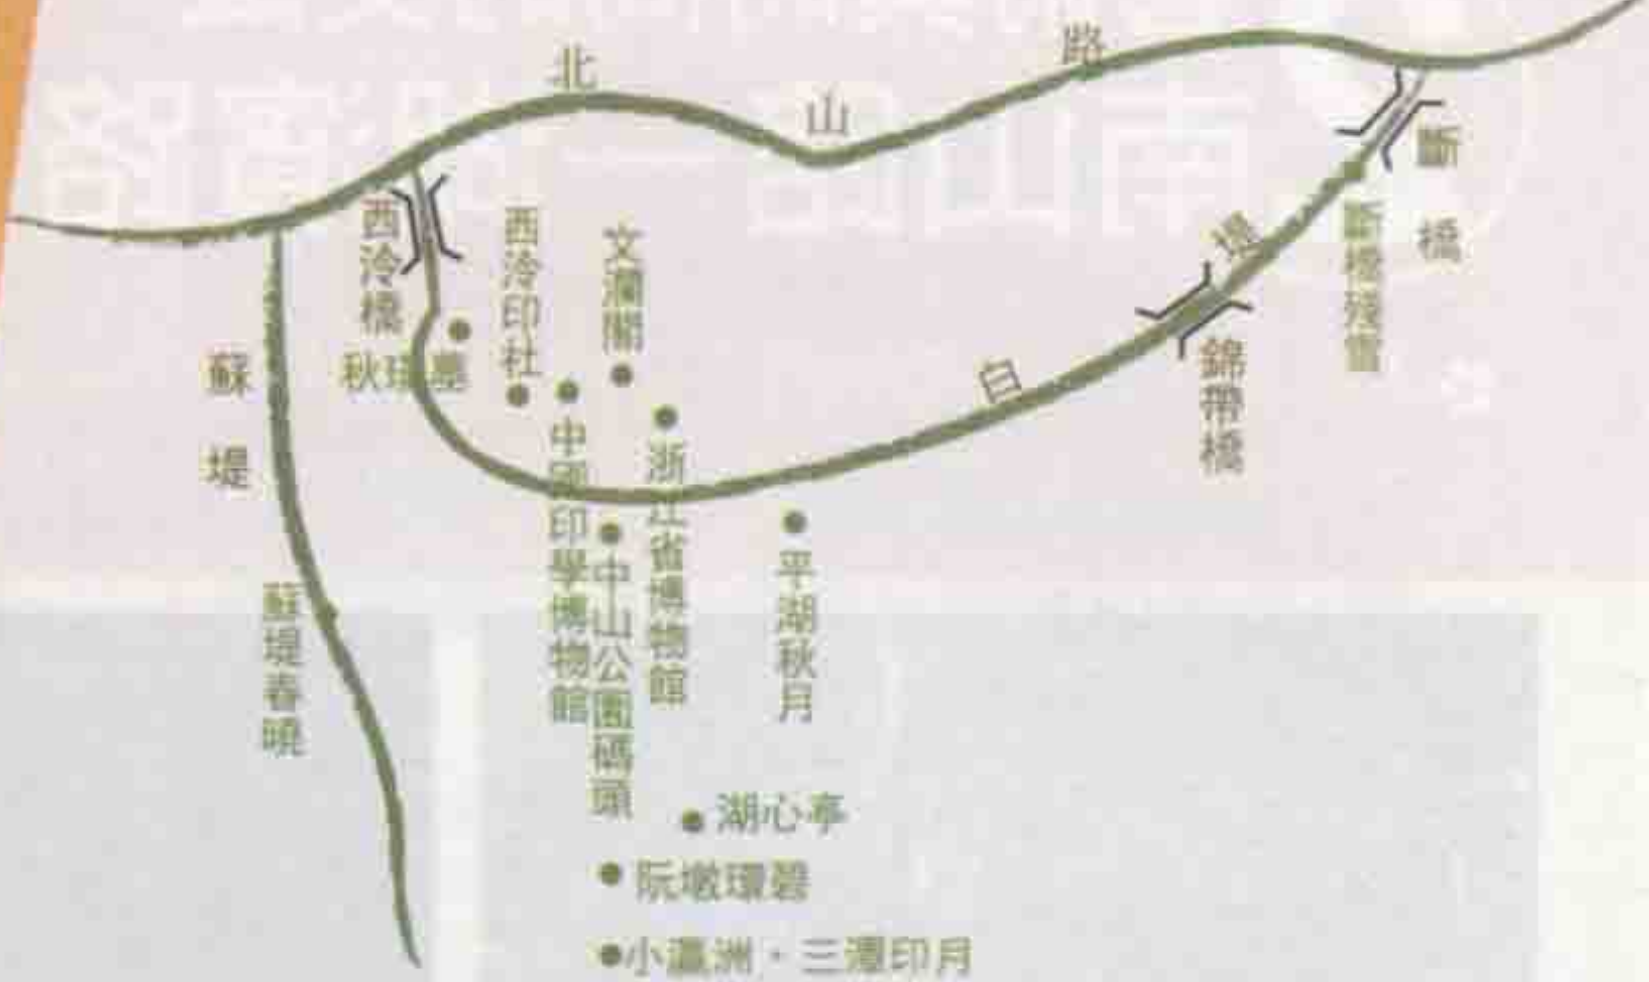 北山路
斷橋
斷橋殘雪
錦帶橋
白堤
西泠橋
秋瑾墓
西泠印社
文瀾閣
中國印學博物館
浙江省博物館
中山公園碼頭
平湖秋月
蘇堤
蘇堤春曉
湖心亭
阮墩環碧
小瀛洲·三潭印月